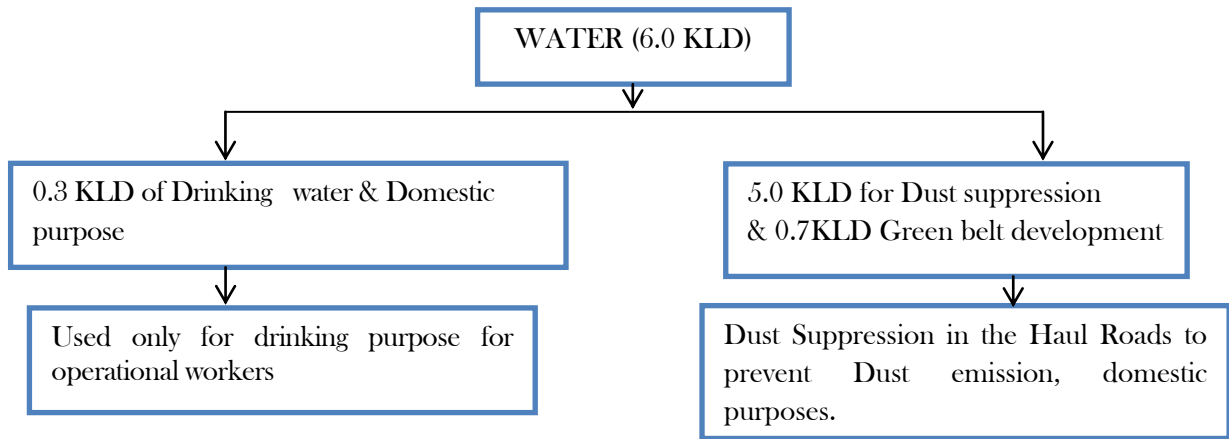 WATER (6.0 KLD)
0.3 KLD of Drinking water & Domestic
purpose
5.0 KLD for Dust suppression
& 0.7KLD Green belt development
Used only for drinking purpose for
operational workers
Dust Suppression in the Haul Roads to
prevent Dust emission, domestic
purposes.